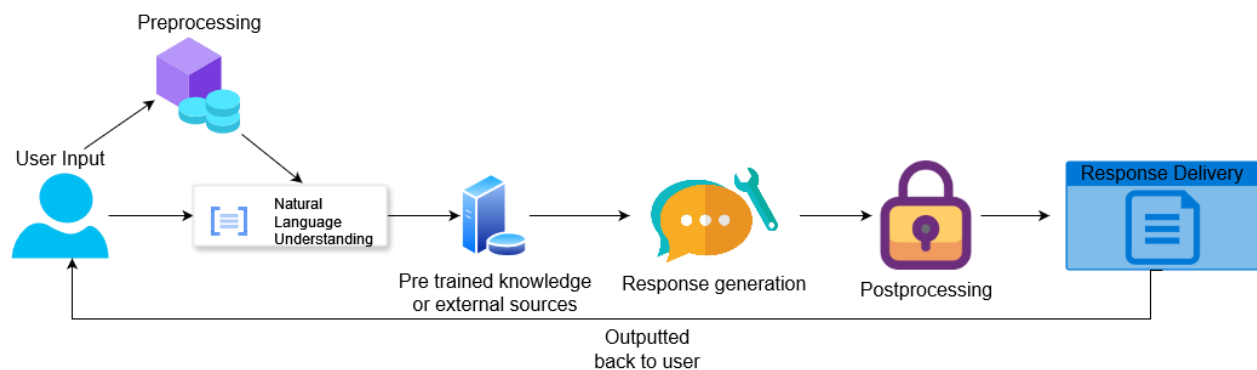 Preprocessing
User Input
Natural
Language
Understanding
Pre trained knowledge
or external sources
Response generation
Postprocessing
Response Delivery
Outputted
back to user